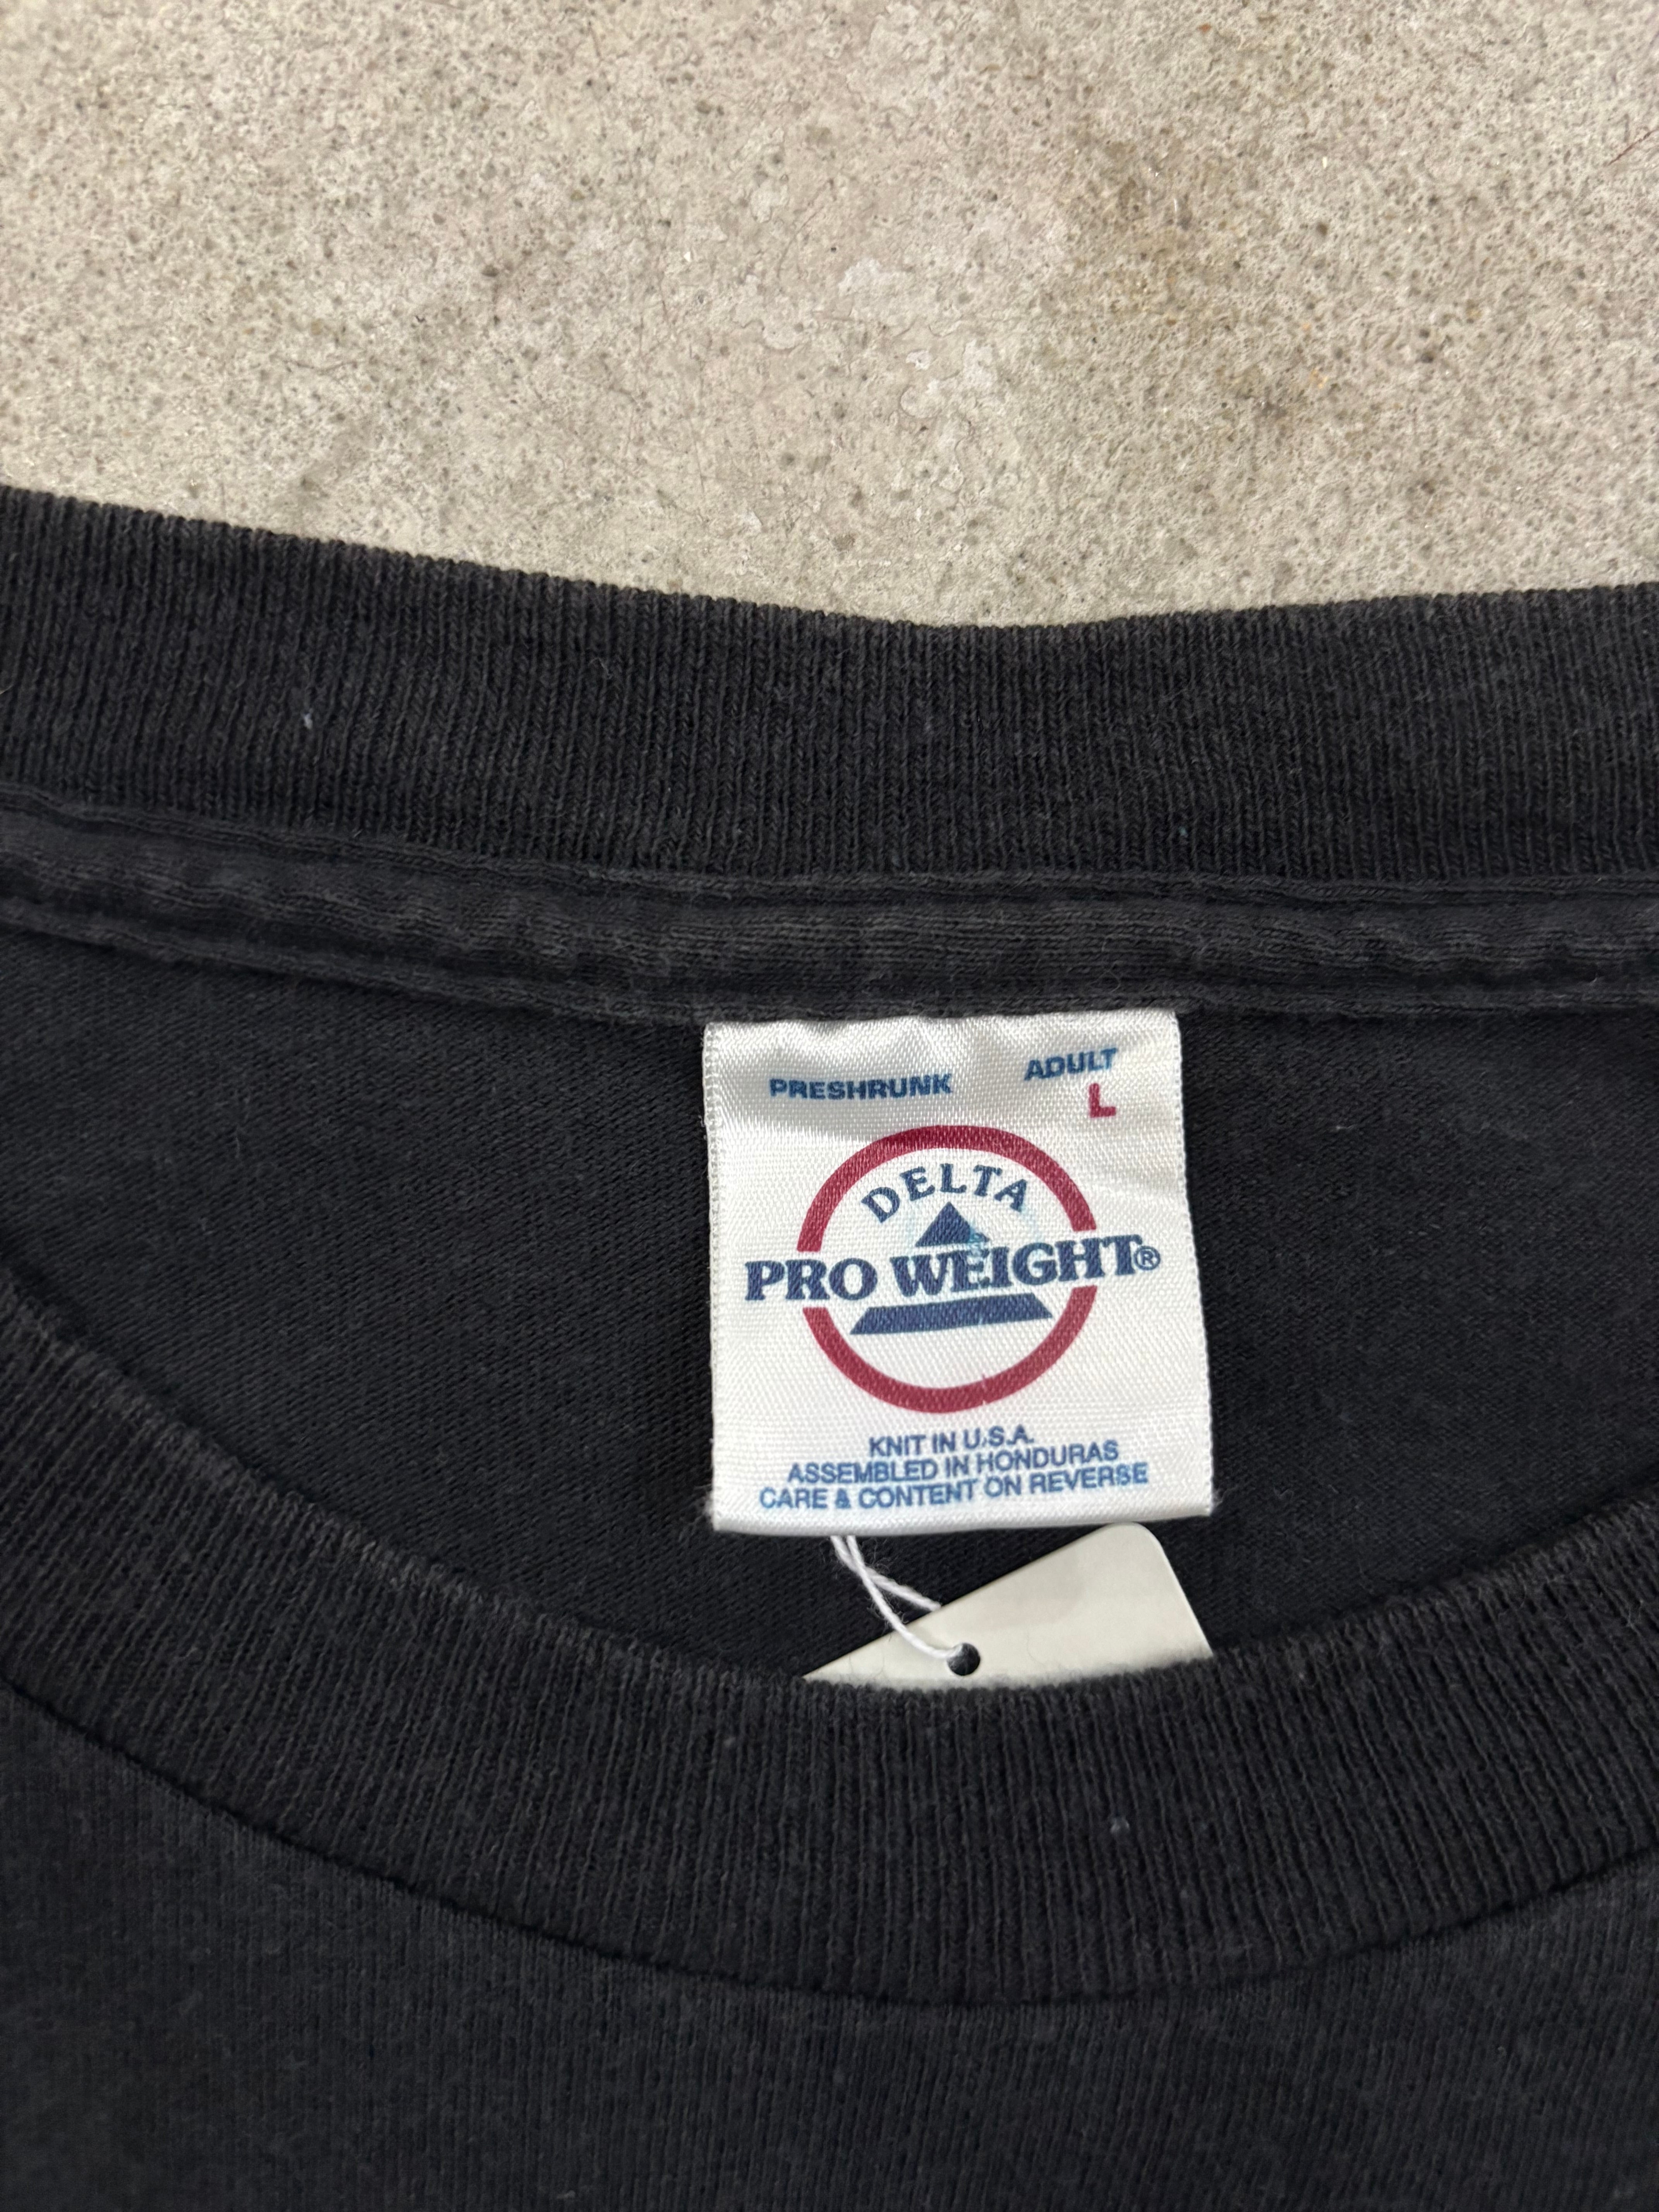 PRESHRUNK
ADULT
L
DELTA
PRO WEIGHT®
KNIT IN U.S.A.
ASSEMBLED IN HONDURAS
CARE & CONTENT ON REVERSE